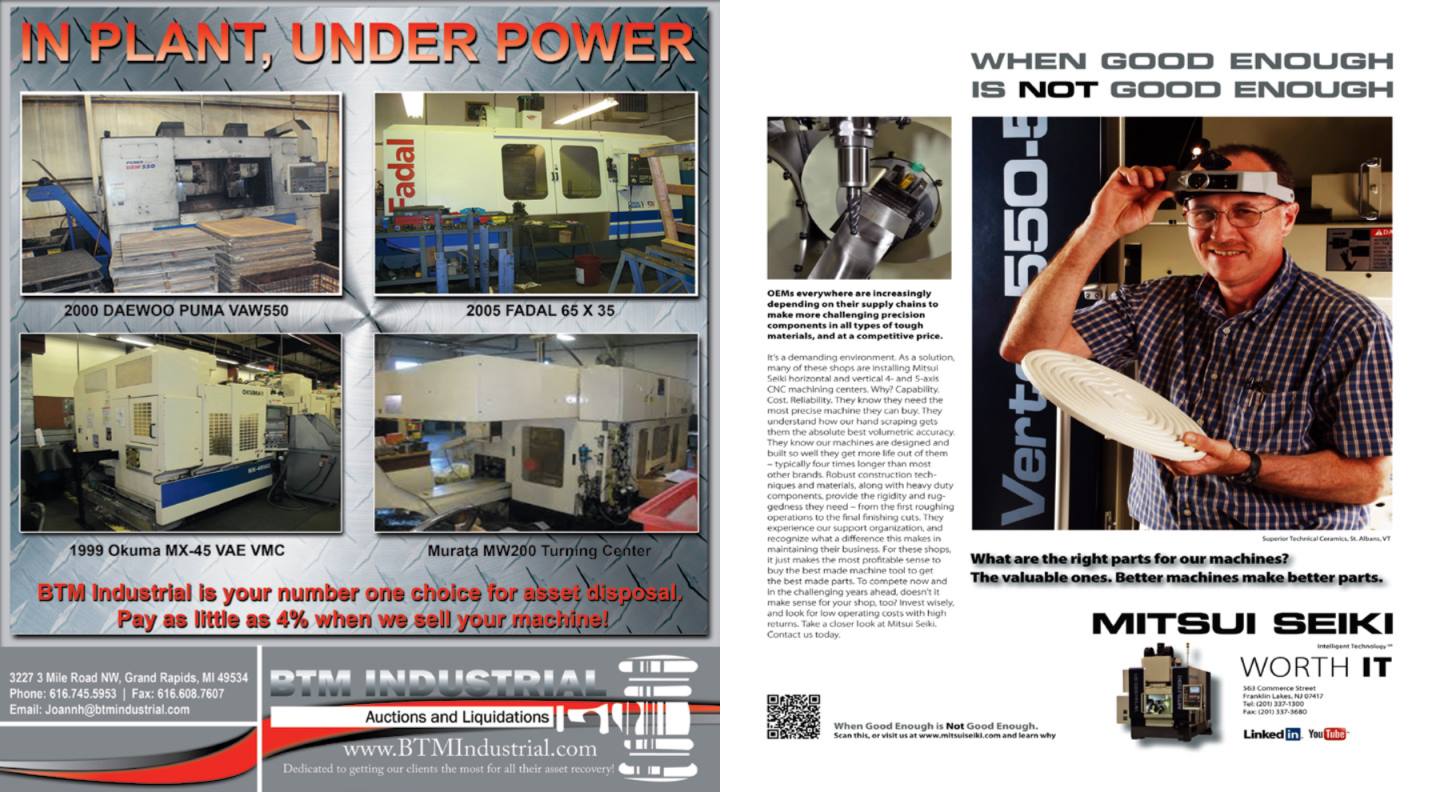 IN PLANT, UNDER POWER
PUMA
VAW 550
Fadal
2000 DAEWOO PUMA VAW550
2005 FADAL 65 X 35
OKUMA
1999 Okuma MX-45 VAE VMC
Murata MW200 Turning Center
BTM Industrial is your number one choice for asset disposal.
Pay as little as 4% when we sell your machine!
3227 3 Mile Road NW, Grand Rapids, MI 49534
Phone: 616.745.5953 | Fax: 616.608.7607
Email: Joannh@btmindustrial.com
BTM INDUSTRIAL
Auctions and Liquidations
www.BTMIndustrial.com
Dedicated to getting our clients the most for all their asset recovery!
WHEN GOOD ENOUGH
IS NOT GOOD ENOUGH
OEMs everywhere are increasingly
depending on their supply chains to
make more challenging precision
components in all types of tough
materials, and at a competitive price.
It's a demanding environment. As a solution,
many of these shops are installing Mitsui
Seiki horizontal and vertical 4- and 5-axis
CNC machining centers. Why? Capability.
Cost. Reliability. They know they need the
most precise machine they can buy. They
understand how our hand scraping gets
them the absolute best volumetric accuracy.
They know our machines are designed and
built so well they get more life out of them
– typically four times longer than most
other brands. Robust construction tech-
niques and materials, along with heavy duty
components, provide the rigidity and rug-
gedness they need – from the first roughing
operations to the final finishing cuts. They
experience our support organization, and
recognize what a difference this makes in
maintaining their business. For these shops,
it just makes the most profitable sense to
buy the best made machine tool to get
the best made parts. To compete now and
in the challenging years ahead, doesn't it
make sense for your shop, too? Invest wisely,
and look for low operating costs with high
returns. Take a closer look at Mitsui Seiki.
Contact us today.
Vert 550-5
Superior Technical Ceramics, St. Albans, VT
What are the right parts for our machines?
The valuable ones. Better machines make better parts.
MITSUI SEIKI
Intelligent Technology℠
WORTH IT
563 Commerce Street
Franklin Lakes, NJ 07417
Tel: (201) 337-1300
Fax: (201) 337-3680
Linked in. YouTube
When Good Enough is Not Good Enough.
Scan this, or visit us at www.mitsuiseiki.com and learn why